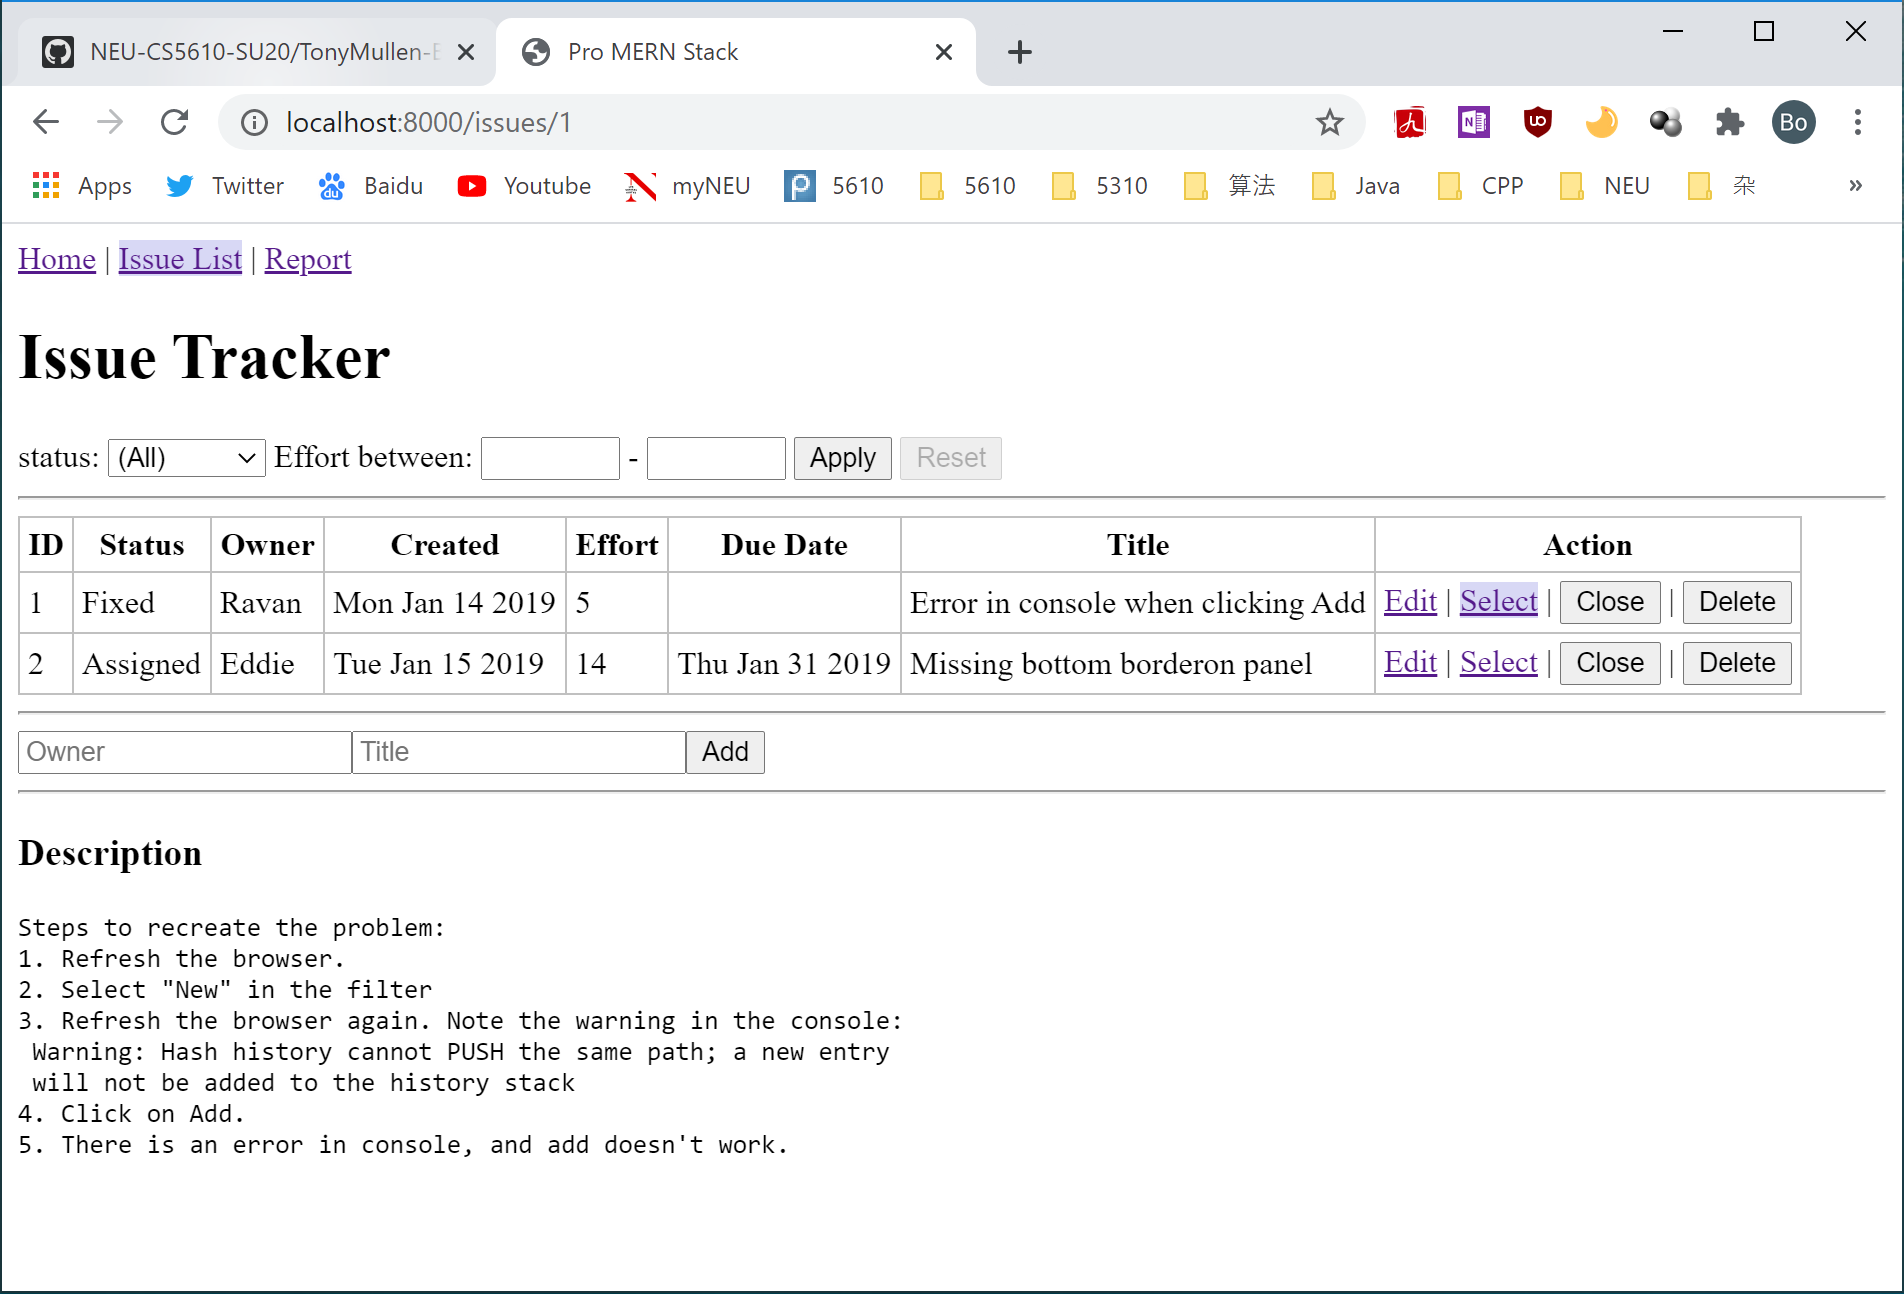 NEU-CS5610-SU20/TonyMullen-
Pro MERN Stack
localhost:8000/issues/1
Bo
Apps Twitter Baidu Youtube myNEU 5610 5610 5310 算法 Java CPP NEU 杂 »
Home | Issue List | Report
Issue Tracker
status: (All) Effort between: - Apply Reset
ID Status Owner Created Effort Due Date Title Action
1 Fixed Ravan Mon Jan 14 2019 5 Error in console when clicking Add Edit | Select | Close | Delete
2 Assigned Eddie Tue Jan 15 2019 14 Thu Jan 31 2019 Missing bottom borderon panel Edit | Select | Close | Delete
Owner Title Add
Description
Steps to recreate the problem:
1. Refresh the browser.
2. Select "New" in the filter
3. Refresh the browser again. Note the warning in the console:
Warning: Hash history cannot PUSH the same path; a new entry
will not be added to the history stack
4. Click on Add.
5. There is an error in console, and add doesn't work.